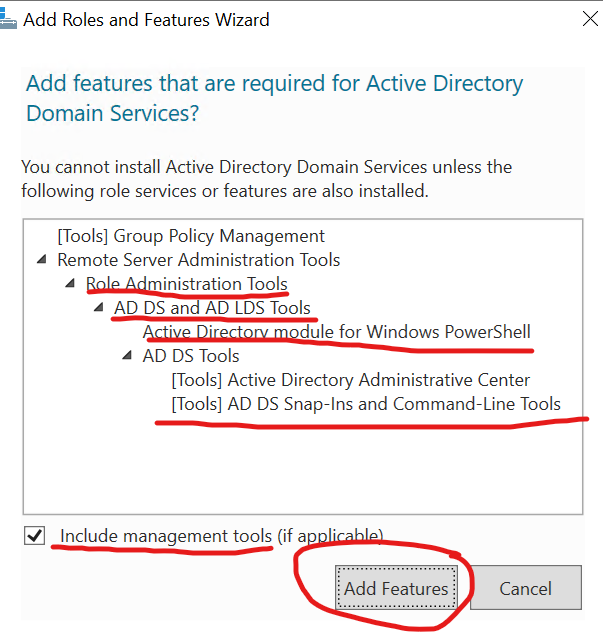 Add Roles and Features Wizard
Add features that are required for Active Directory
Domain Services?
You cannot install Active Directory Domain Services unless the
following role services or features are also installed.
[Tools] Group Policy Management
Remote Server Administration Tools
Role Administration Tools
AD DS and AD LDS Tools
Active Directory module for Windows PowerShell
AD DS Tools
[Tools] Active Directory Administrative Center
[Tools] AD DS Snap-Ins and Command-Line Tools
Include management tools (if applicable)
Add Features
Cancel